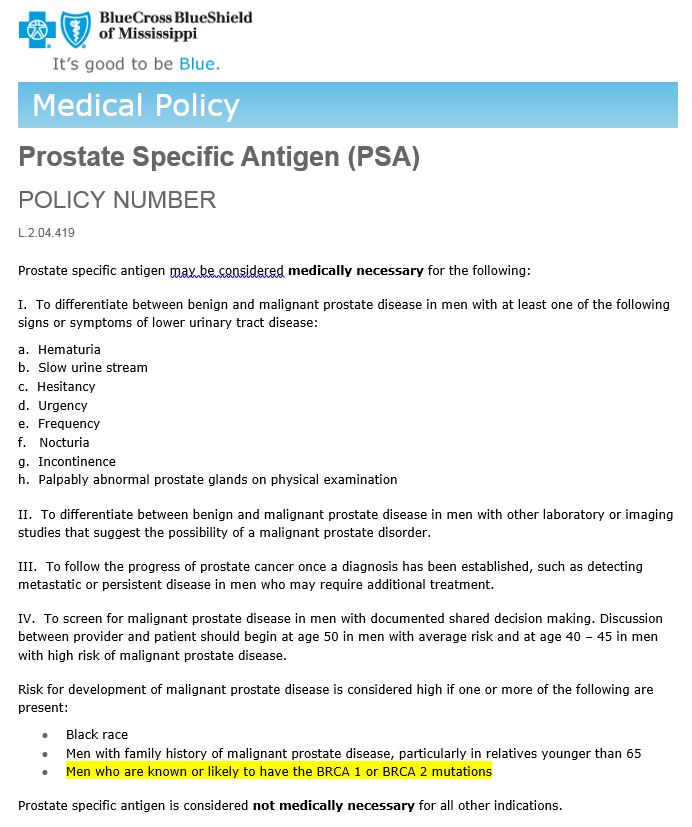 BlueCross BlueShield
of Mississippi
It's good to be Blue.
Medical Policy
Prostate Specific Antigen (PSA)
POLICY NUMBER
L.2.04.419
Prostate specific antigen may be considered medically necessary for the following:
I. To differentiate between benign and malignant prostate disease in men with at least one of the following
signs or symptoms of lower urinary tract disease:
a. Hematuria
b. Slow urine stream
c. Hesitancy
d. Urgency
e. Frequency
f. Nocturia
g. Incontinence
h. Palpably abnormal prostate glands on physical examination
II. To differentiate between benign and malignant prostate disease in men with other laboratory or imaging
studies that suggest the possibility of a malignant prostate disorder.
III. To follow the progress of prostate cancer once a diagnosis has been established, such as detecting
metastatic or persistent disease in men who may require additional treatment.
IV. To screen for malignant prostate disease in men with documented shared decision making. Discussion
between provider and patient should begin at age 50 in men with average risk and at age 40 – 45 in men
with high risk of malignant prostate disease.
Risk for development of malignant prostate disease is considered high if one or more of the following are
present:
• Black race
• Men with family history of malignant prostate disease, particularly in relatives younger than 65
• Men who are known or likely to have the BRCA 1 or BRCA 2 mutations
Prostate specific antigen is considered not medically necessary for all other indications.